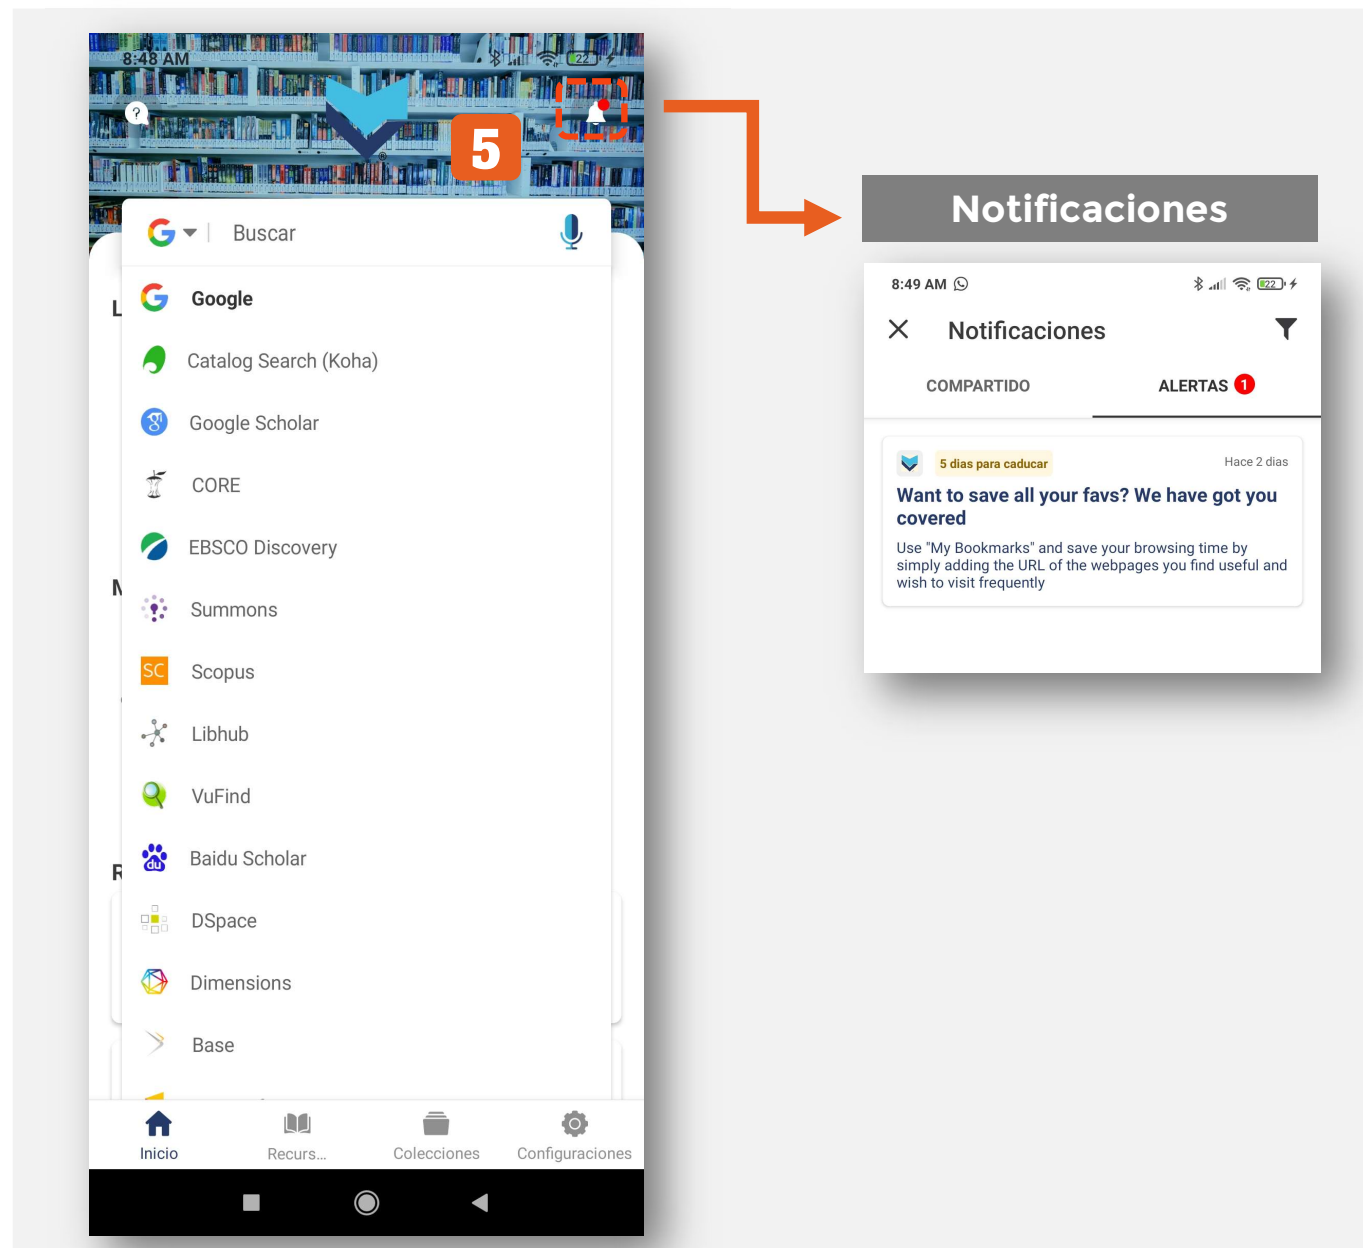 8:48 AM
22
?
5
®
Buscar
L
Google
Catalog Search (Koha)
Google Scholar
CORE
EBSCO Discovery
M
Summons
SC
Scopus
Libhub
VuFind
du
Baidu Scholar
R
DSpace
Dimensions
Base
Inicio
Recurs...
Colecciones
Configuraciones
Notificaciones
8:49 AM
22
Notificaciones
COMPARTIDO
ALERTAS 1
5 dias para caducar
Hace 2 dias
Want to save all your favs? We have got you
covered
Use "My Bookmarks" and save your browsing time by
simply adding the URL of the webpages you find useful and
wish to visit frequently